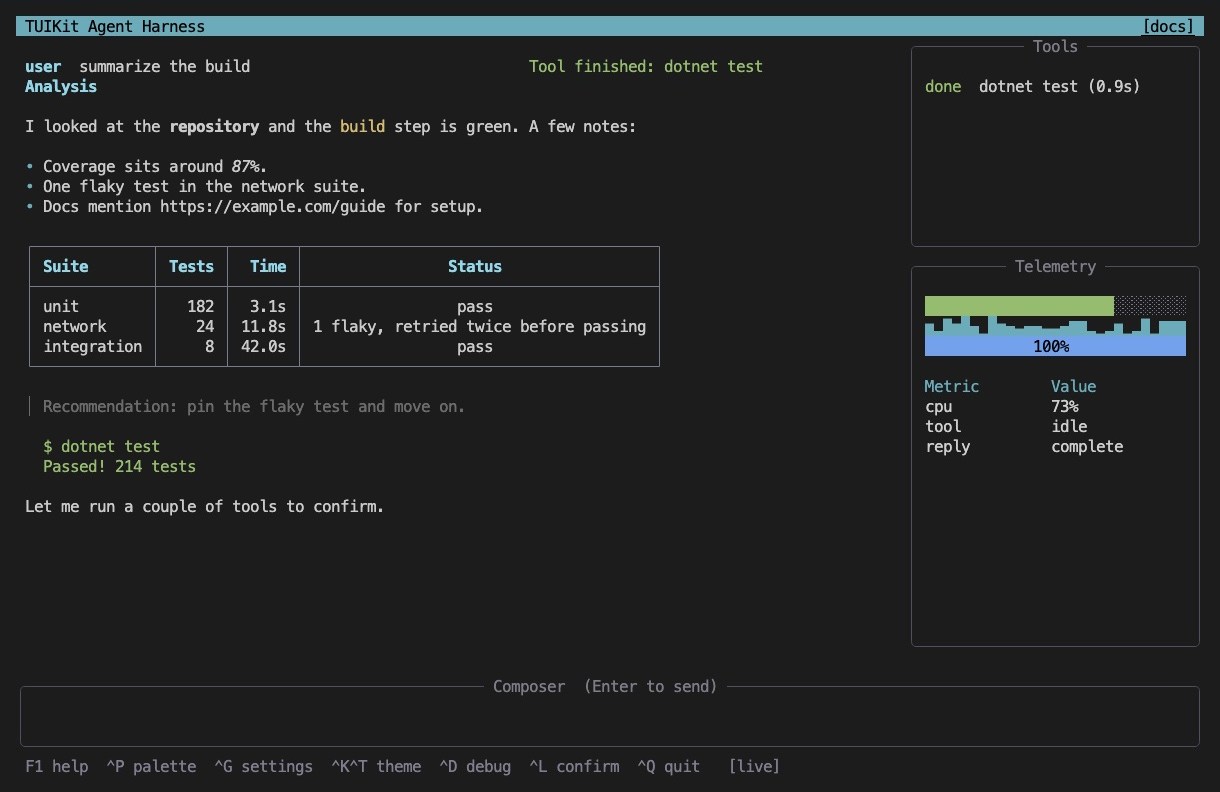 TUIKit Agent Harness [docs]
user summarize the build
Tool finished: dotnet test
Analysis
I looked at the repository and the build step is green. A few notes:
• Coverage sits around 87%.
• One flaky test in the network suite.
• Docs mention https://example.com/guide for setup.
Suite Tests Time Status
unit 182 3.1s pass
network 24 11.8s 1 flaky, retried twice before passing
integration 8 42.0s pass
Recommendation: pin the flaky test and move on.
$ dotnet test
Passed! 214 tests
Let me run a couple of tools to confirm.
Tools
done dotnet test (0.9s)
Telemetry
100%
Metric Value
cpu 73%
tool idle
reply complete
Composer (Enter to send)
F1 help ^P palette ^G settings ^K^T theme ^D debug ^L confirm ^Q quit [live]